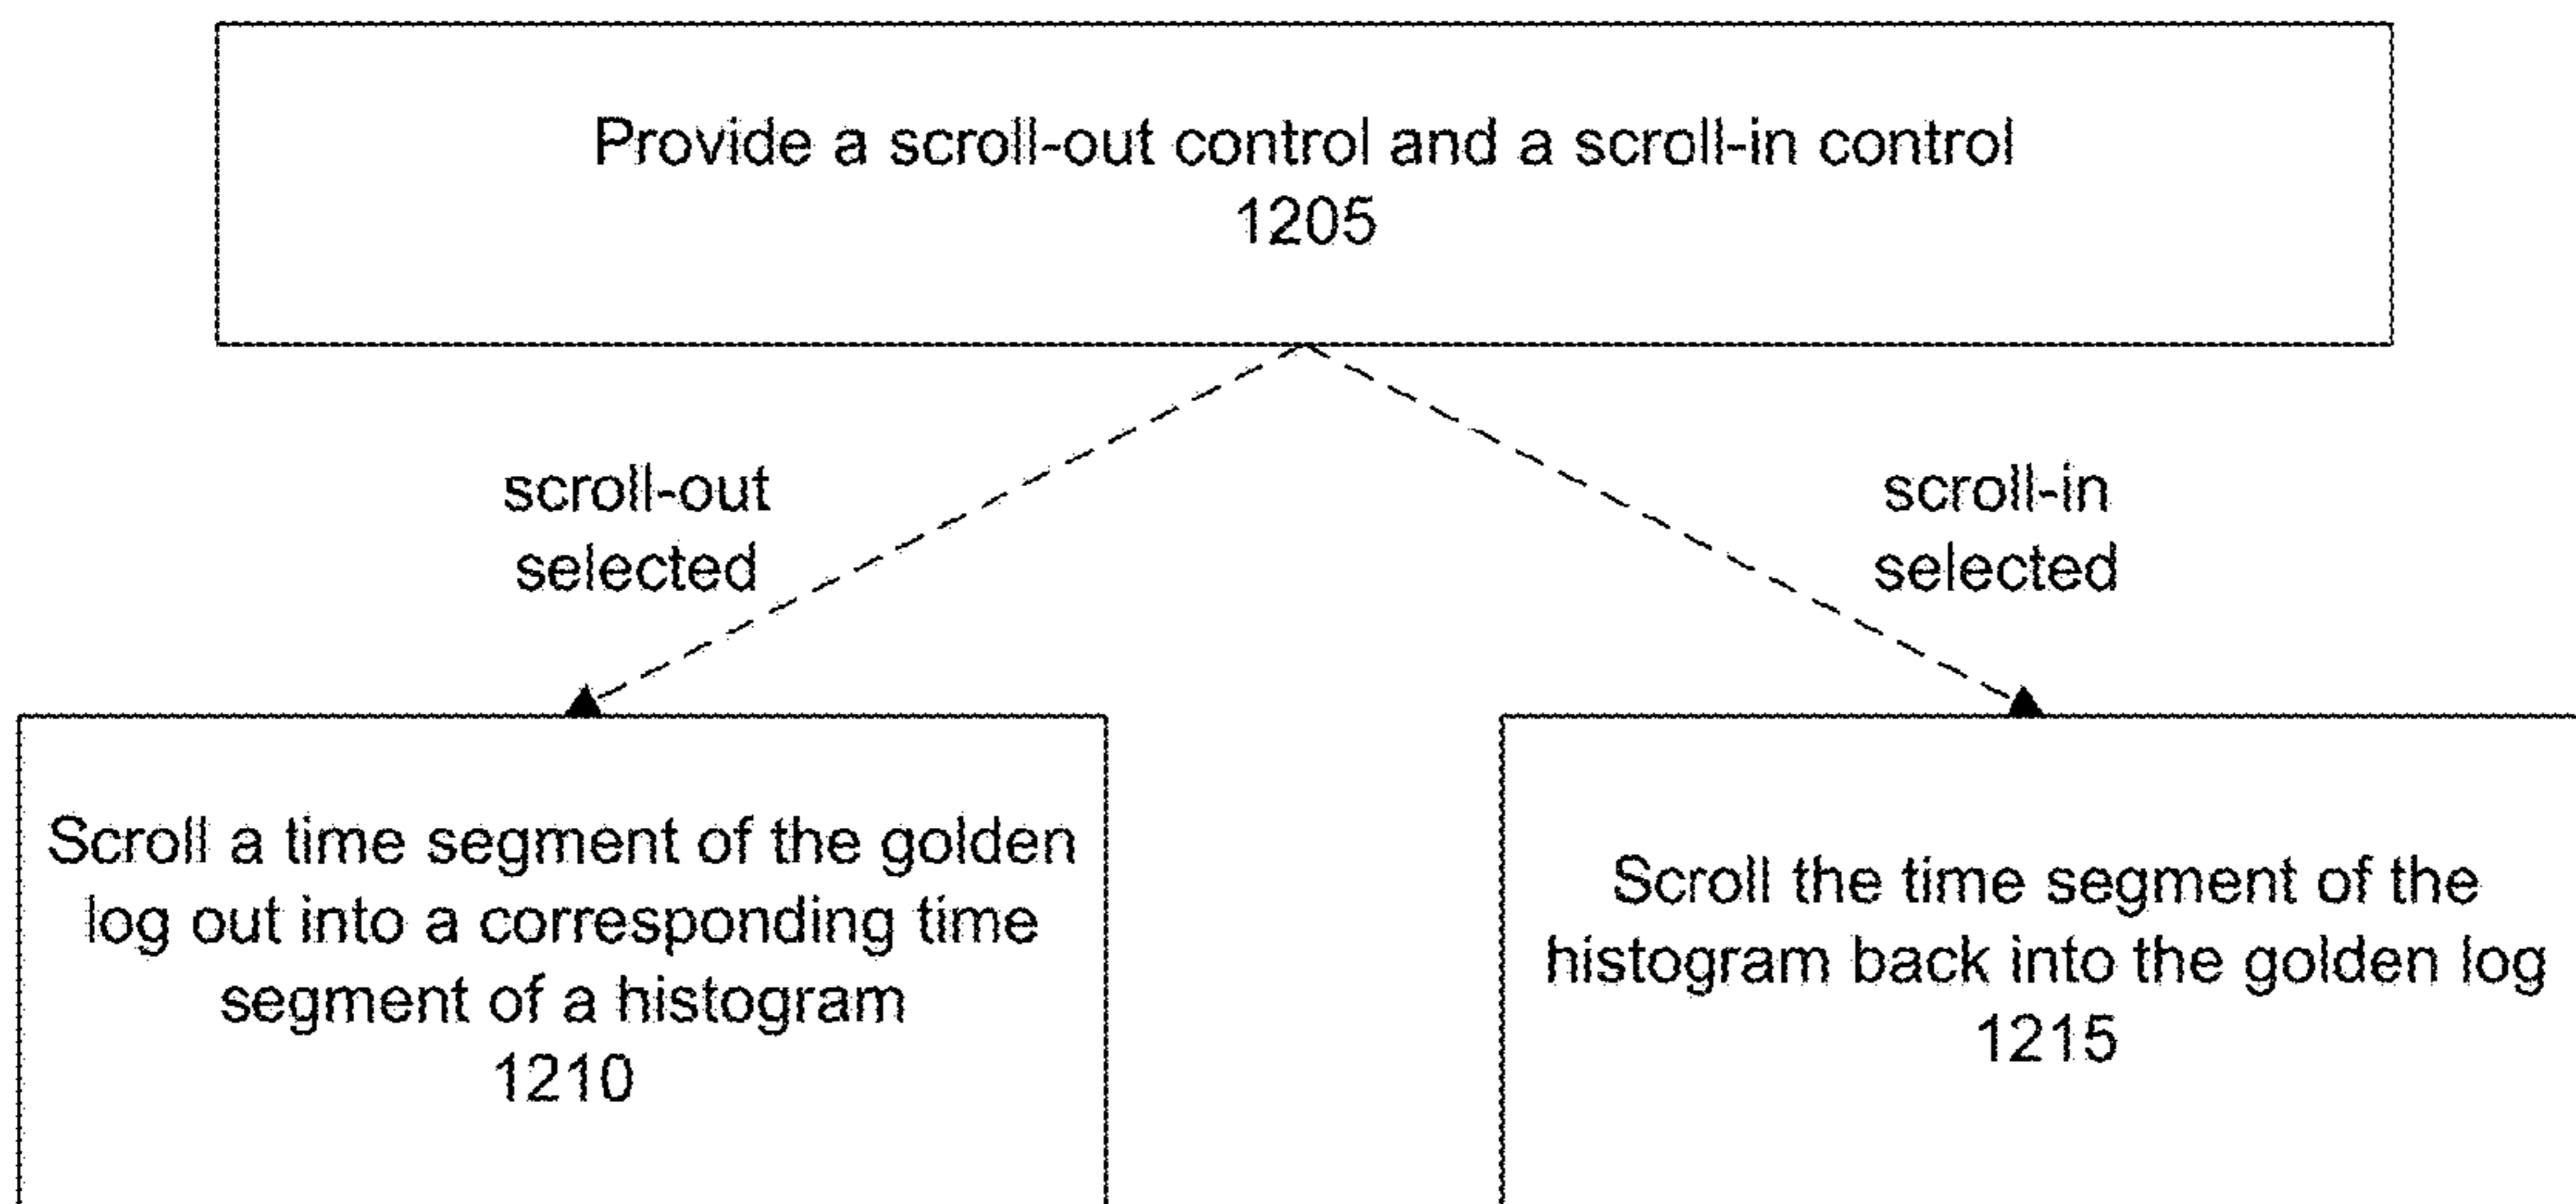 Provide a scroll-out control and a scroll-in control
1205
scroll-out
selected
scroll-in
selected
Scroll a time segment of the golden
log out into a corresponding time
segment of a histogram
1210
Scroll the time segment of the
histogram back into the golden log
1215